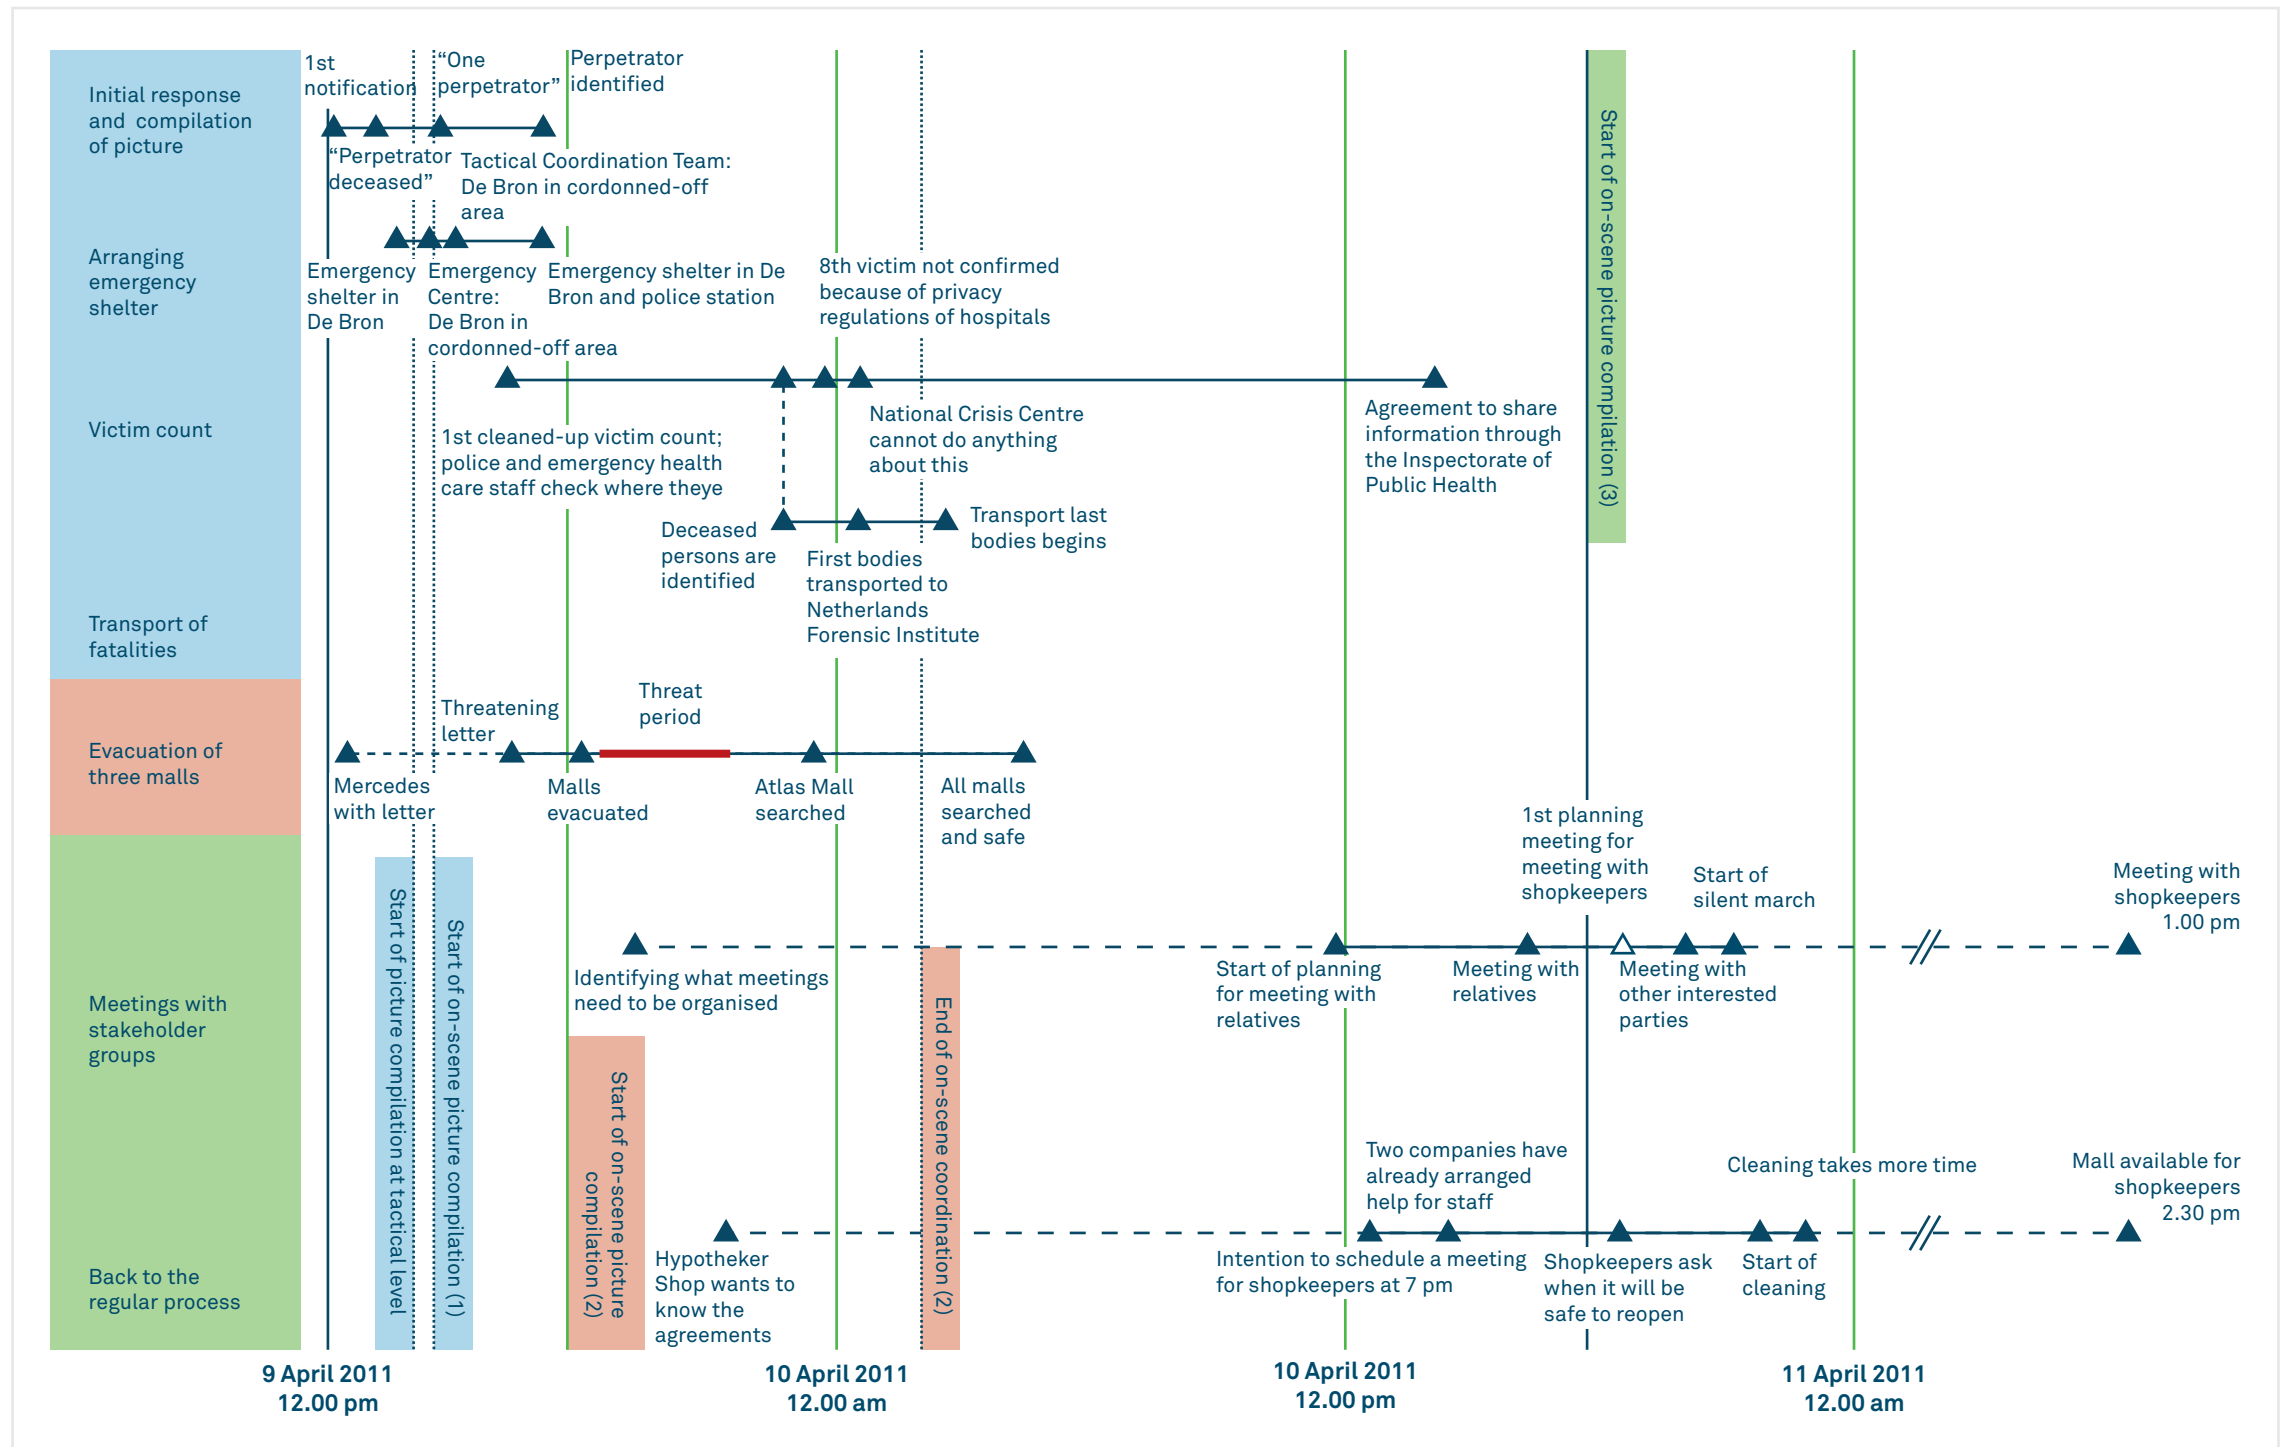 Initial response
and compilation
of picture
1st
notification
“One
perpetrator”
Perpetrator
identified
“Perpetrator
deceased”
Tactical Coordination Team:
De Bron in cordonned-off
area
Arranging
emergency
shelter
Emergency
shelter in
De Bron
Emergency
Centre:
De Bron in
cordonned-off area
Emergency shelter in De
Bron and police station
8th victim not confirmed
because of privacy
regulations of hospitals
Victim count
1st cleaned-up victim count;
police and emergency health
care staff check where theye
National Crisis Centre
cannot do anything
about this
Agreement to share
information through
the Inspectorate of
Public Health
Start of on-scene picture compilation (3)
Transport of
fatalities
Deceased
persons are
identified
First bodies
transported to
Netherlands
Forensic Institute
Transport last
bodies begins
Evacuation of
three malls
Mercedes
with letter
Threatening
letter
Malls
evacuated
Threat
period
Atlas Mall
searched
All malls
searched
and safe
Meetings with
stakeholder
groups
Start of picture compilation at tactical level
Start of on-scene picture compilation (1)
Identifying what meetings
need to be organised
Start of on-scene picture
compilation (2)
End of on-scene coordination (2)
Start of planning
for meeting with
relatives
Meeting with
relatives
1st planning
meeting for
meeting with
shopkeepers
Meeting with
other interested
parties
Start of
silent march
Meeting with
shopkeepers
1.00 pm
Back to the
regular process
Hypotheker
Shop wants to
know the
agreements
Intention to schedule a meeting
for shopkeepers at 7 pm
Two companies have
already arranged
help for staff
Shopkeepers ask
when it will be
safe to reopen
Start of
cleaning
Cleaning takes more time
Mall available for
shopkeepers
2.30 pm
9 April 2011
12.00 pm
10 April 2011
12.00 am
10 April 2011
12.00 pm
11 April 2011
12.00 am